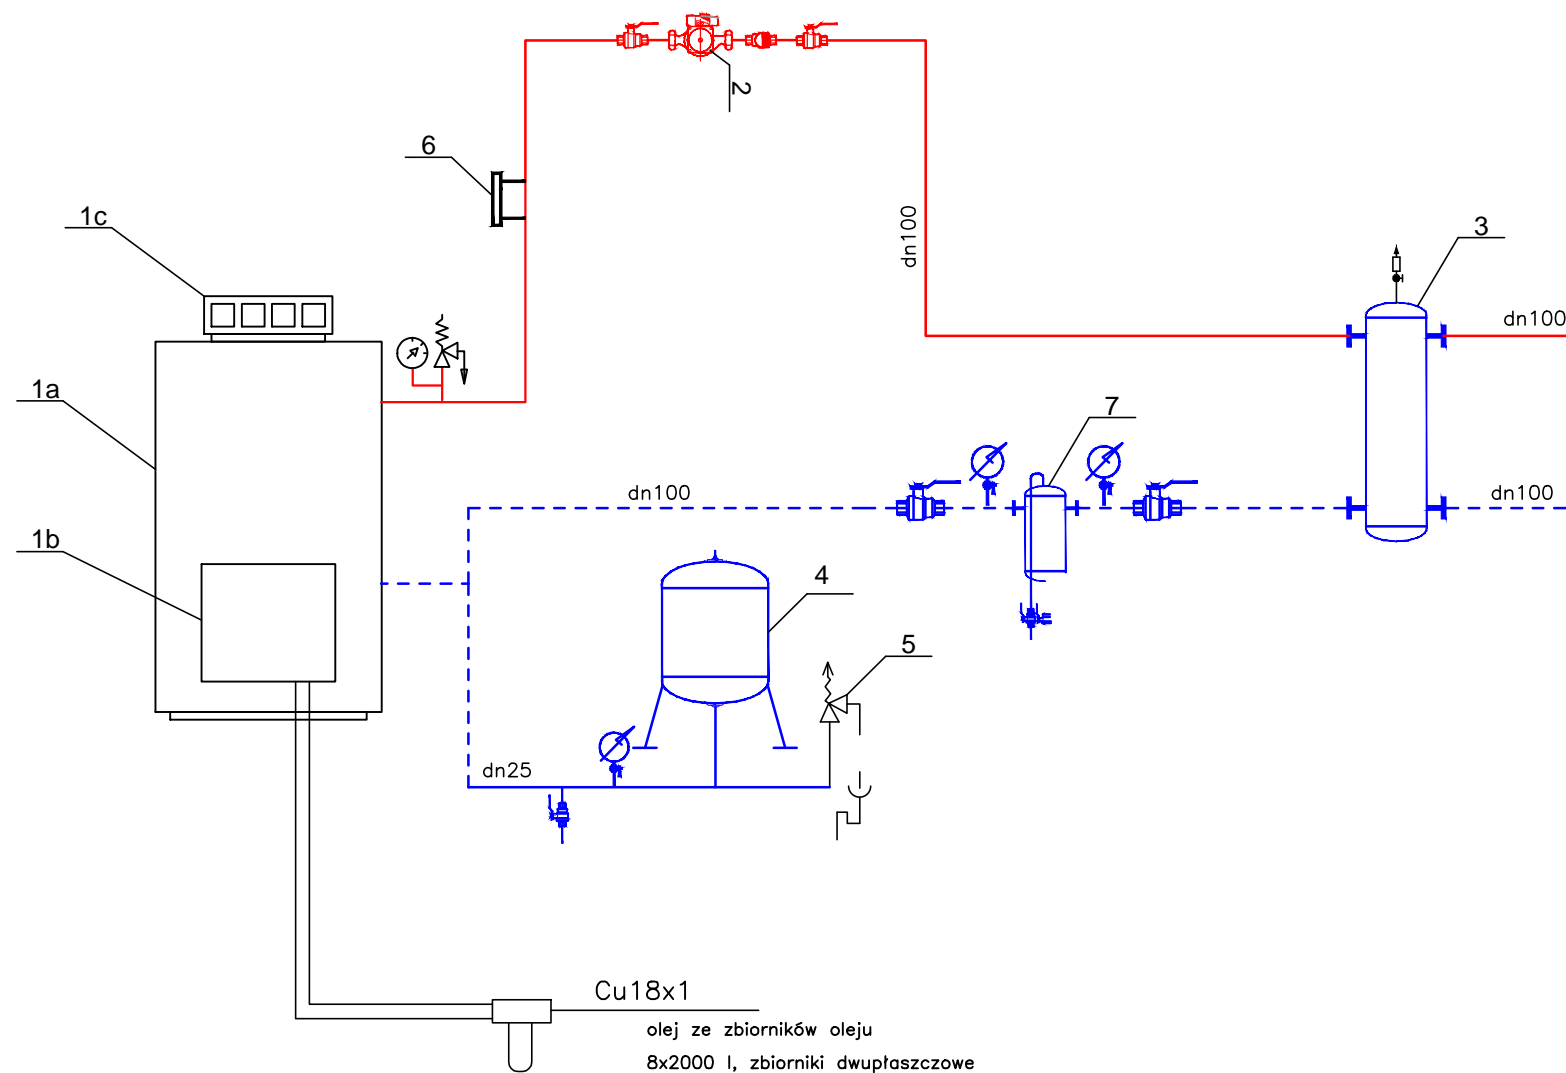 2
6
1c
dn100
3
dn100
1a
7
dn100
dn100
1b
4
5
dn25
Cu18x1
olej ze zbiorników oleju
8x2000 l, zbiorniki dwupłaszczowe